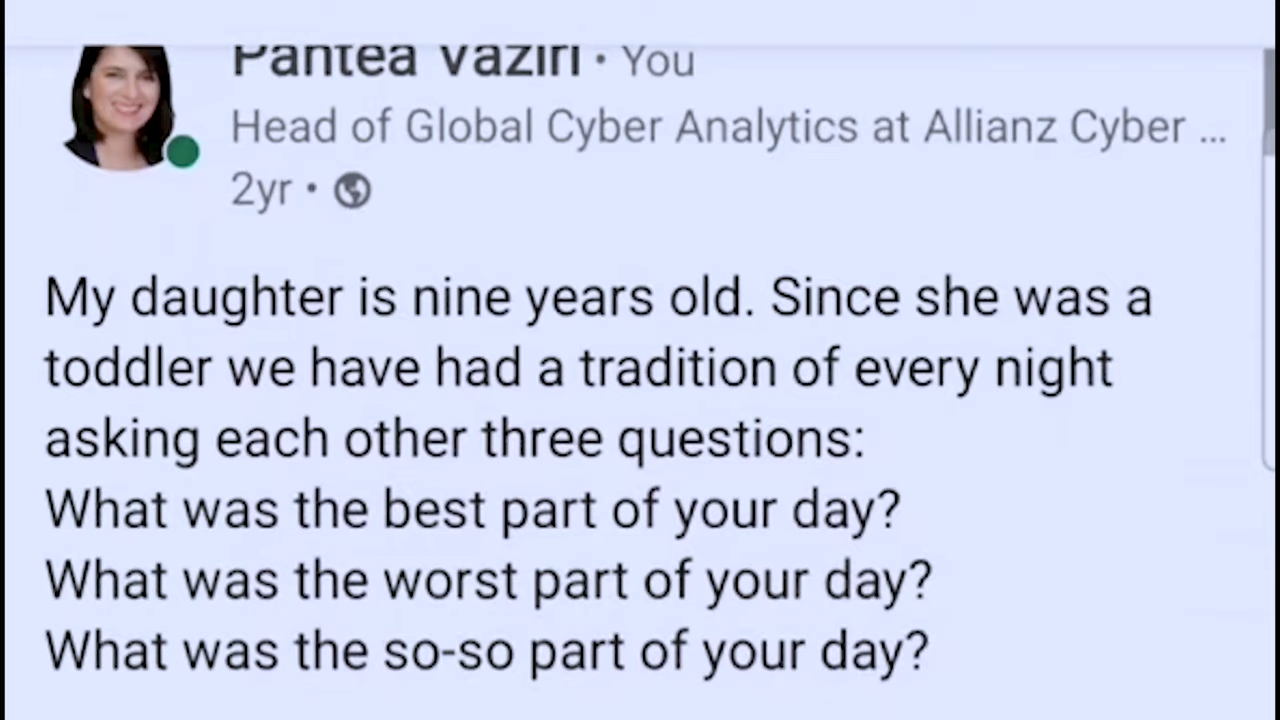 Pantea Vaziri • You
Head of Global Cyber Analytics at Allianz Cyber ...
2yr •
My daughter is nine years old. Since she was a
toddler we have had a tradition of every night
asking each other three questions:
What was the best part of your day?
What was the worst part of your day?
What was the so-so part of your day?